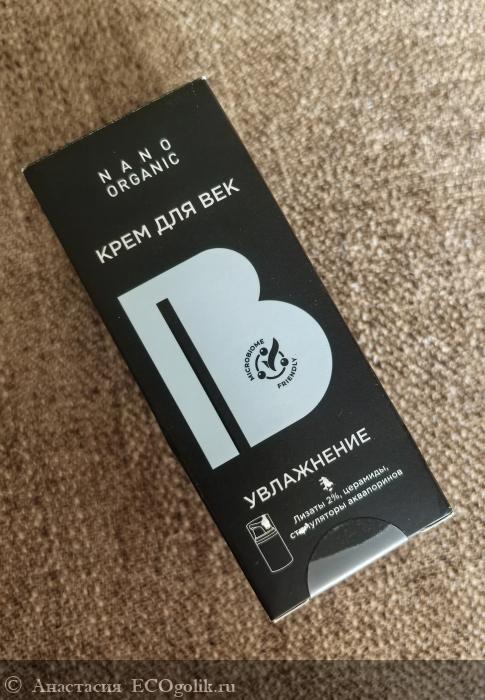 NANO
ORGANIC
КРЕМ ДЛЯ ВЕК
B
MICROBIOME
FRIENDLY
УВЛАЖНЕНИЕ
Лизаты 2%, церамиды,
стимуляторы аквапоринов
© Анастасия ECOgolik.ru